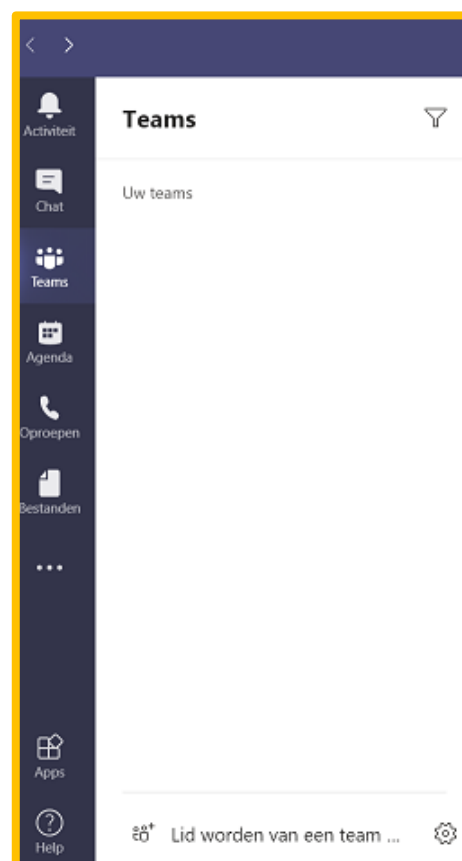 Activiteit
Chat
Teams
Agenda
Oproepen
Bestanden
Apps
Help
Teams
Uw teams
Lid worden van een team ...